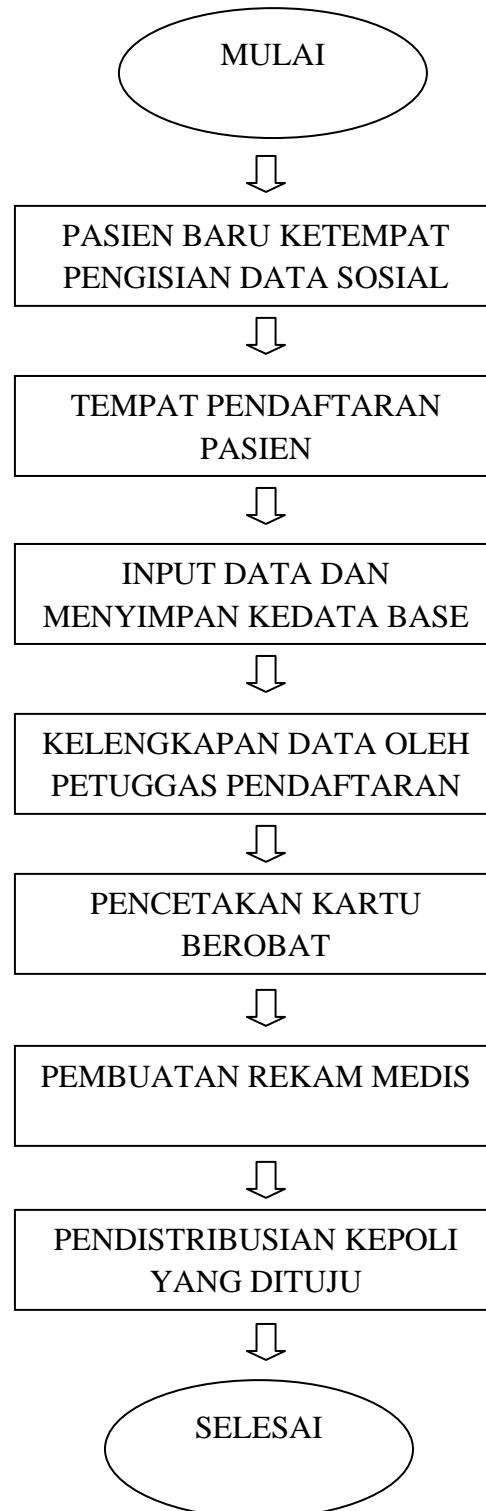 MULAI
PASIEN BARU KETEMPAT
PENGISIAN DATA SOSIAL
TEMPAT PENDAFTARAN
PASIEN
INPUT DATA DAN
MENYIMPAN KEDATA BASE
KELENGKAPAN DATA OLEH
PETUGGAS PENDAFTARAN
PENCETAKAN KARTU
BEROBAT
PEMBUATAN REKAM MEDIS
PENDISTRIBUSIAN KEPOLI
YANG DITUJU
SELESAI